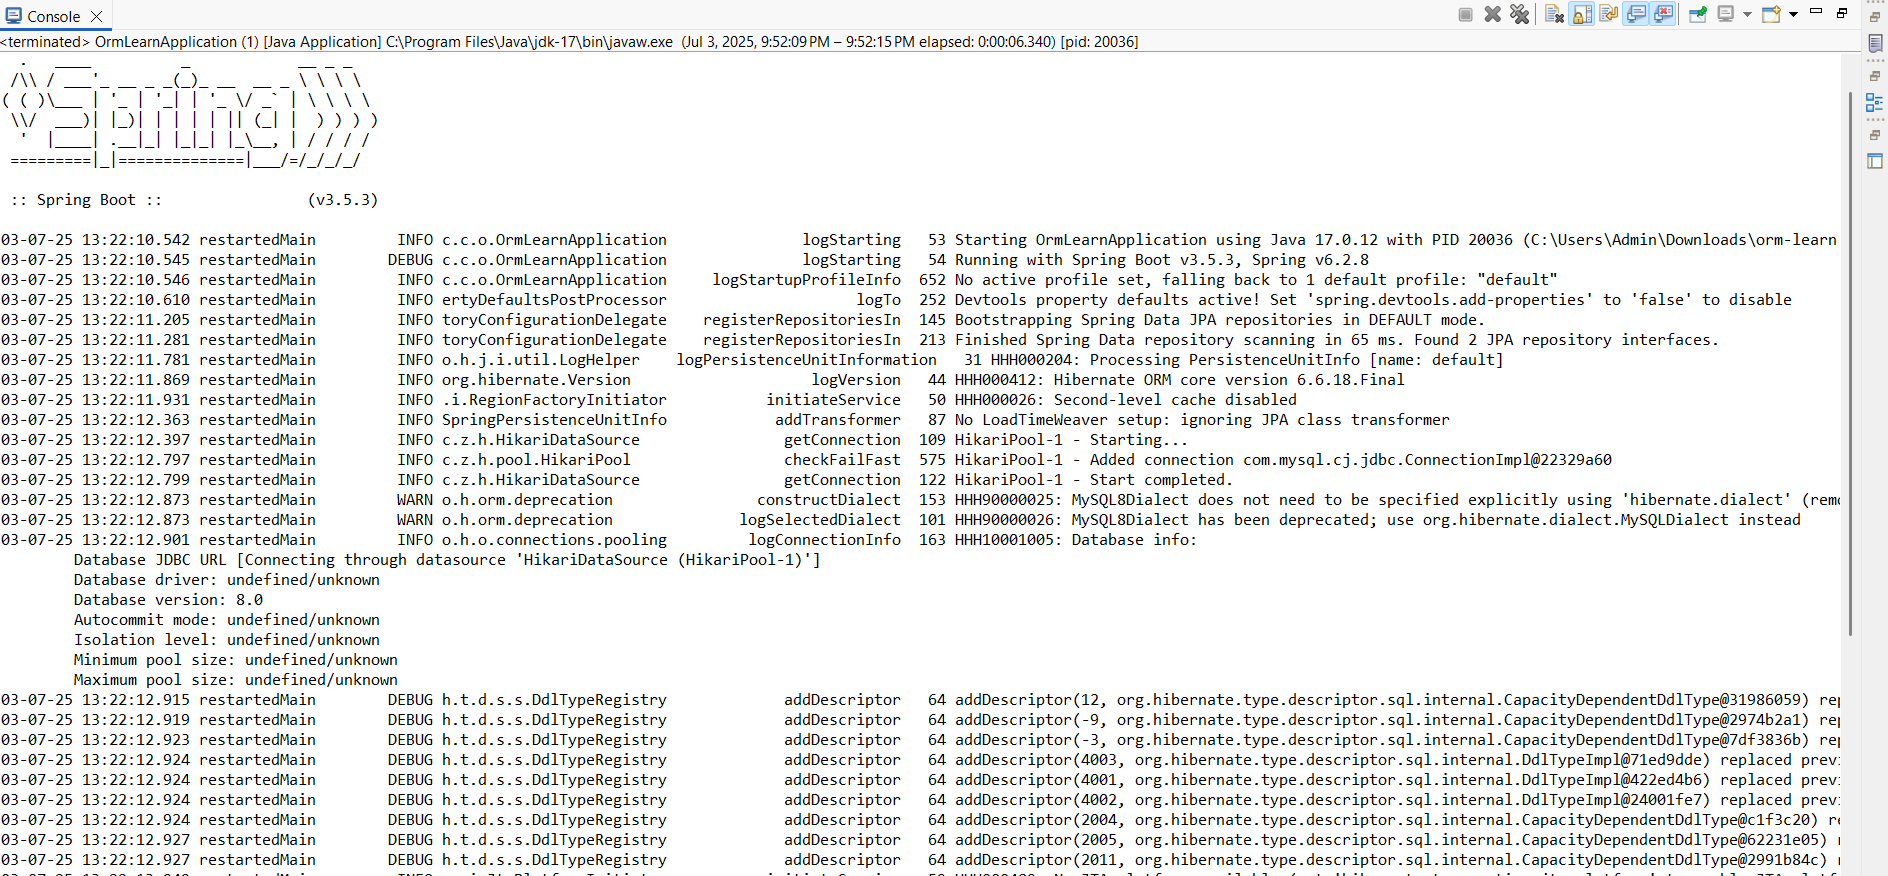 Console
<terminated> OrmLearnApplication (1) [Java Application] C:\Program Files\Java\jdk-17\bin\javaw.exe (Jul 3, 2025, 9:52:09 PM – 9:52:15 PM elapsed: 0:00:06.340) [pid: 20036]
  .   ____          _            __ _ _
 /\\ / ___'_ __ _ _(_)_ __  __ _ \ \ \ \
( ( )\___ | '_ | '_| | '_ \/ _` | \ \ \ \
 \\/  ___)| |_)| | | | | || (_| |  ) ) ) )
  '  |____| .__|_| |_|_| |_\__, | / / / /
 =========|_|==============|___/=/_/_/_/
 :: Spring Boot ::                (v3.5.3)
03-07-25 13:22:10.542 restartedMain         INFO c.c.o.OrmLearnApplication               logStarting   53 Starting OrmLearnApplication using Java 17.0.12 with PID 20036 (C:\Users\Admin\Downloads\orm-learn
03-07-25 13:22:10.545 restartedMain        DEBUG c.c.o.OrmLearnApplication               logStarting   54 Running with Spring Boot v3.5.3, Spring v6.2.8
03-07-25 13:22:10.546 restartedMain         INFO c.c.o.OrmLearnApplication     logStartupProfileInfo  652 No active profile set, falling back to 1 default profile: "default"
03-07-25 13:22:10.610 restartedMain         INFO ertyDefaultsPostProcessor                     logTo  252 Devtools property defaults active! Set 'spring.devtools.add-properties' to 'false' to disable
03-07-25 13:22:11.205 restartedMain         INFO toryConfigurationDelegate    registerRepositoriesIn  145 Bootstrapping Spring Data JPA repositories in DEFAULT mode.
03-07-25 13:22:11.281 restartedMain         INFO toryConfigurationDelegate    registerRepositoriesIn  213 Finished Spring Data repository scanning in 65 ms. Found 2 JPA repository interfaces.
03-07-25 13:22:11.781 restartedMain         INFO o.h.j.i.util.LogHelper    logPersistenceUnitInformation   31 HHH000204: Processing PersistenceUnitInfo [name: default]
03-07-25 13:22:11.869 restartedMain         INFO org.hibernate.Version                    logVersion   44 HHH000412: Hibernate ORM core version 6.6.18.Final
03-07-25 13:22:11.931 restartedMain         INFO .i.RegionFactoryInitiator           initiateService   50 HHH000026: Second-level cache disabled
03-07-25 13:22:12.363 restartedMain         INFO SpringPersistenceUnitInfo            addTransformer   87 No LoadTimeWeaver setup: ignoring JPA class transformer
03-07-25 13:22:12.397 restartedMain         INFO c.z.h.HikariDataSource                getConnection  109 HikariPool-1 - Starting...
03-07-25 13:22:12.797 restartedMain         INFO c.z.h.pool.HikariPool                 checkFailFast  575 HikariPool-1 - Added connection com.mysql.cj.jdbc.ConnectionImpl@22329a60
03-07-25 13:22:12.799 restartedMain         INFO c.z.h.HikariDataSource                getConnection  122 HikariPool-1 - Start completed.
03-07-25 13:22:12.873 restartedMain         WARN o.h.orm.deprecation                constructDialect  153 HHH90000025: MySQL8Dialect does not need to be specified explicitly using 'hibernate.dialect' (remo
03-07-25 13:22:12.873 restartedMain         WARN o.h.orm.deprecation              logSelectedDialect  101 HHH90000026: MySQL8Dialect has been deprecated; use org.hibernate.dialect.MySQLDialect instead
03-07-25 13:22:12.901 restartedMain         INFO o.h.o.connections.pooling         logConnectionInfo  163 HHH10001005: Database info:
        Database JDBC URL [Connecting through datasource 'HikariDataSource (HikariPool-1)']
        Database driver: undefined/unknown
        Database version: 8.0
        Autocommit mode: undefined/unknown
        Isolation level: undefined/unknown
        Minimum pool size: undefined/unknown
        Maximum pool size: undefined/unknown
03-07-25 13:22:12.915 restartedMain        DEBUG h.t.d.s.s.DdlTypeRegistry             addDescriptor   64 addDescriptor(12, org.hibernate.type.descriptor.sql.internal.CapacityDependentDdlType@31986059) rep
03-07-25 13:22:12.919 restartedMain        DEBUG h.t.d.s.s.DdlTypeRegistry             addDescriptor   64 addDescriptor(-9, org.hibernate.type.descriptor.sql.internal.CapacityDependentDdlType@2974b2a1) rep
03-07-25 13:22:12.923 restartedMain        DEBUG h.t.d.s.s.DdlTypeRegistry             addDescriptor   64 addDescriptor(-3, org.hibernate.type.descriptor.sql.internal.CapacityDependentDdlType@7df3836b) rep
03-07-25 13:22:12.924 restartedMain        DEBUG h.t.d.s.s.DdlTypeRegistry             addDescriptor   64 addDescriptor(4003, org.hibernate.type.descriptor.sql.internal.DdlTypeImpl@71ed9dde) replaced previ
03-07-25 13:22:12.924 restartedMain        DEBUG h.t.d.s.s.DdlTypeRegistry             addDescriptor   64 addDescriptor(4001, org.hibernate.type.descriptor.sql.internal.DdlTypeImpl@422ed4b6) replaced previ
03-07-25 13:22:12.924 restartedMain        DEBUG h.t.d.s.s.DdlTypeRegistry             addDescriptor   64 addDescriptor(4002, org.hibernate.type.descriptor.sql.internal.DdlTypeImpl@24001fe7) replaced previ
03-07-25 13:22:12.924 restartedMain        DEBUG h.t.d.s.s.DdlTypeRegistry             addDescriptor   64 addDescriptor(2004, org.hibernate.type.descriptor.sql.internal.CapacityDependentDdlType@c1f3c20) re
03-07-25 13:22:12.927 restartedMain        DEBUG h.t.d.s.s.DdlTypeRegistry             addDescriptor   64 addDescriptor(2005, org.hibernate.type.descriptor.sql.internal.CapacityDependentDdlType@62231e05)
03-07-25 13:22:12.927 restartedMain        DEBUG h.t.d.s.s.DdlTypeRegistry             addDescriptor   64 addDescriptor(2011, org.hibernate.type.descriptor.sql.internal.CapacityDependentDdlType@2991b84c)